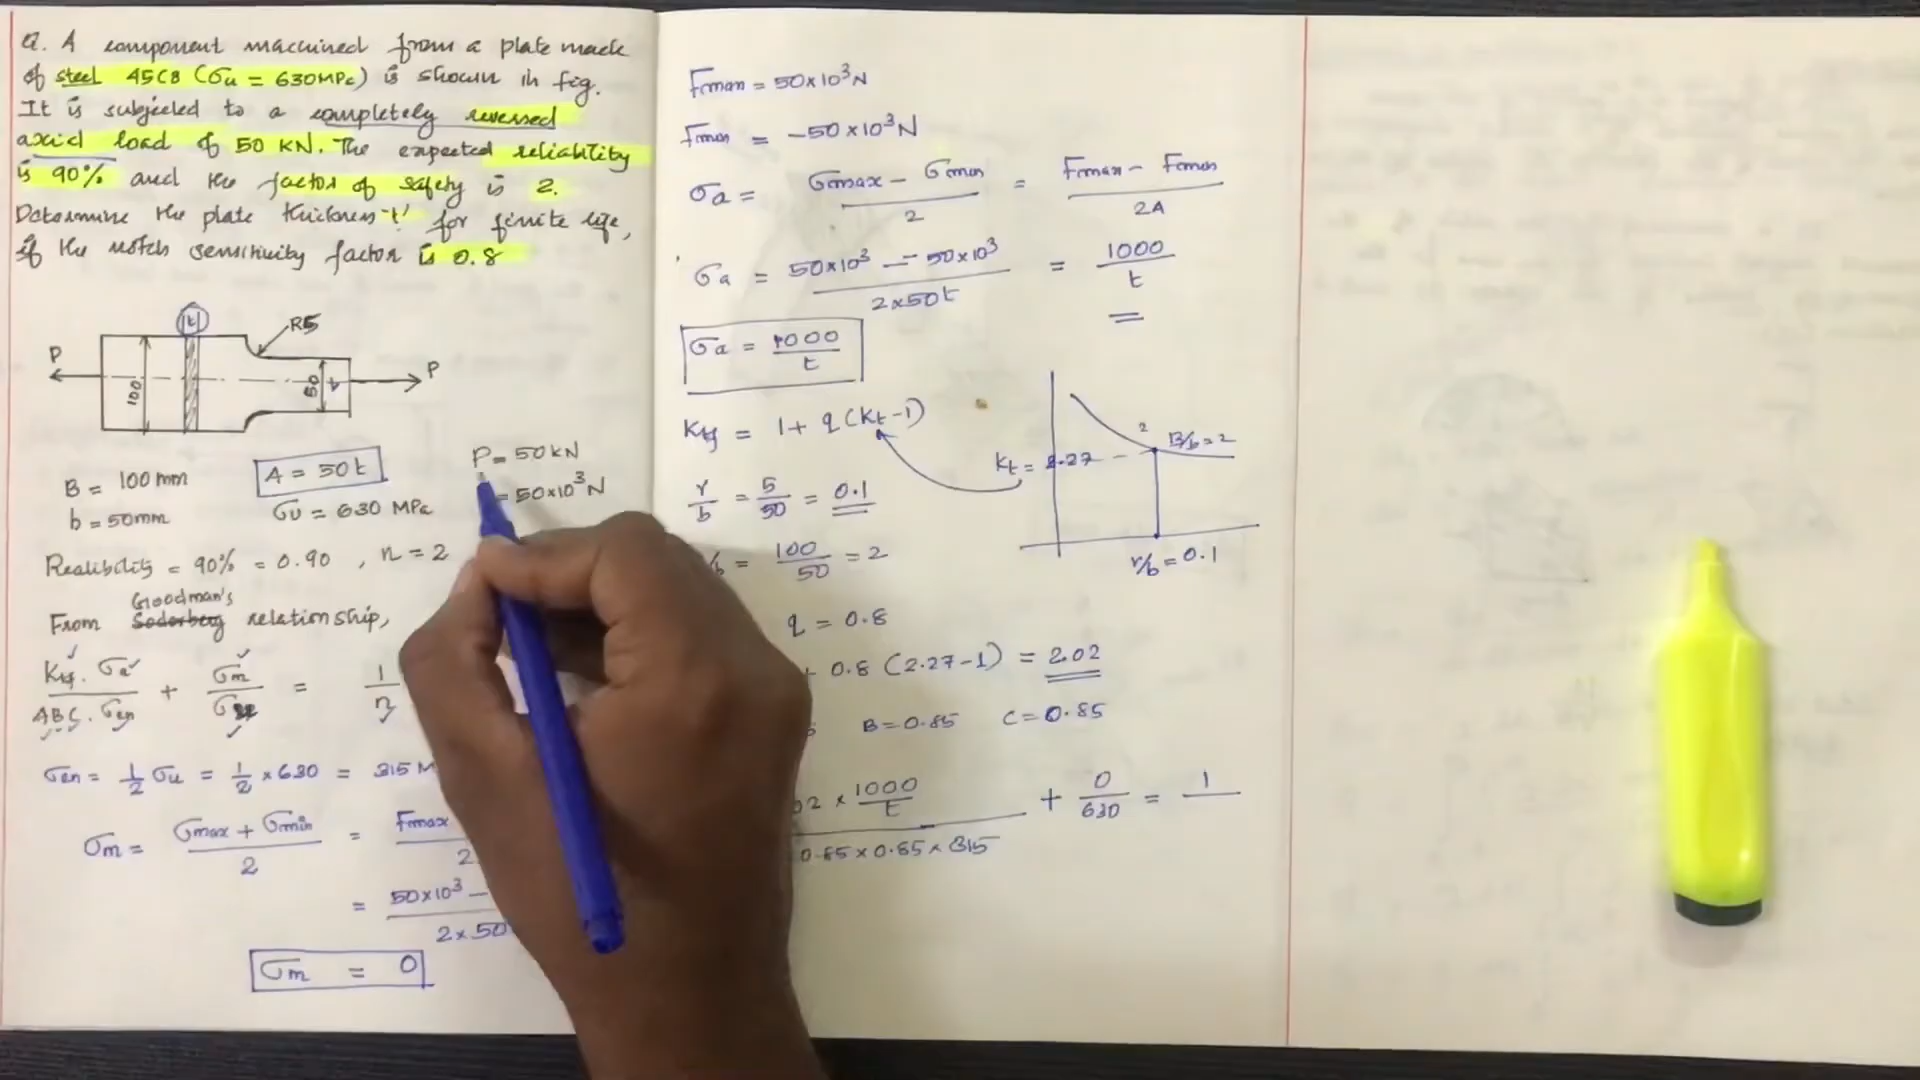 Q. A component machined from a plate made
of steel 45C8 (σu = 630MPa) is shown in fig.
It is subjected to a completely reversed
axial load of 50 KN. The expected reliability
is 90% and the factor of safety is 2.
Determine the plate thickness 't' for finite life,
if the notch sensitivity factor is 0.8
|t|
R5
P
P
100
50
b
B = 100 mm
b = 50mm
A = 50t
σu = 630 MPa
P = 50KN
= 50×10³N
Realibility = 90% = 0.90 , n = 2
Goodman's
From Soderberg relationship,
Ktf. σa / ABC. σen + σm / σu = 1 / n
σen = 1/2 σu = 1/2 × 630 = 315 M
σm = σmax + σmin / 2 = Fmax
= 50×10³ – / 2×50
σm = 0
Fmax = 50×10³N
Fmin = –50×10³N
σa = σmax – σmin / 2 = Fmax – Fmin / 2A
σa = 50×10³ – –50×10³ / 2×50t = 1000 / t
σa = 1000 / t
Ktf = 1 + q (Kt–1)
Kt = 2.27
2
B/b = 2
r/b = 0.1
r/b = 5/50 = 0.1
/b = 100/50 = 2
q = 0.8
0.8 (2.27–1) = 2.02
B=0.85 C=0.85
2 × 1000/t / 0.85×0.85×315 + 0/630 = 1